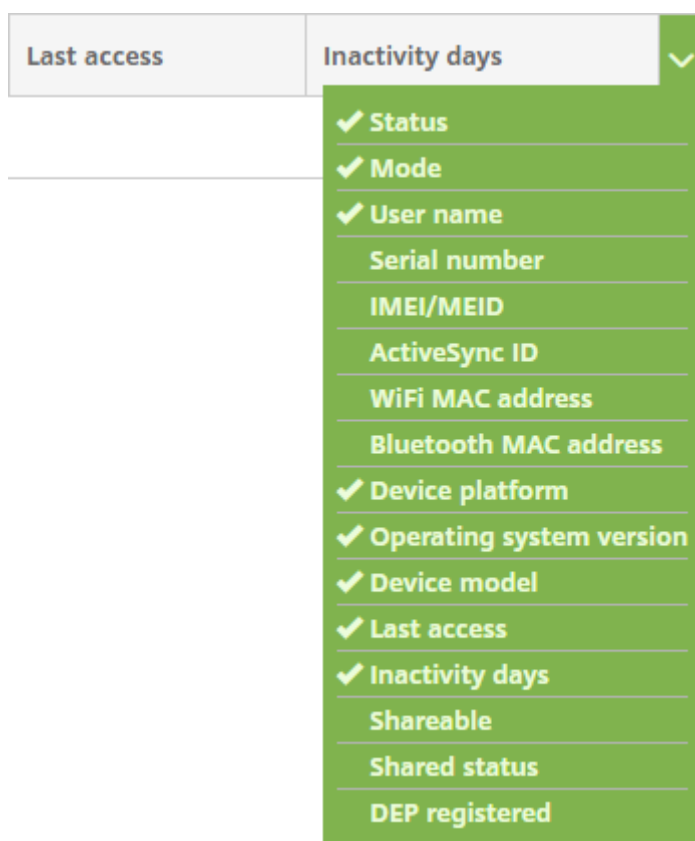 Last access Inactivity days
Status
Mode
User name
Serial number
IMEI/MEID
ActiveSync ID
WiFi MAC address
Bluetooth MAC address
Device platform
Operating system version
Device model
Last access
Inactivity days
Shareable
Shared status
DEP registered